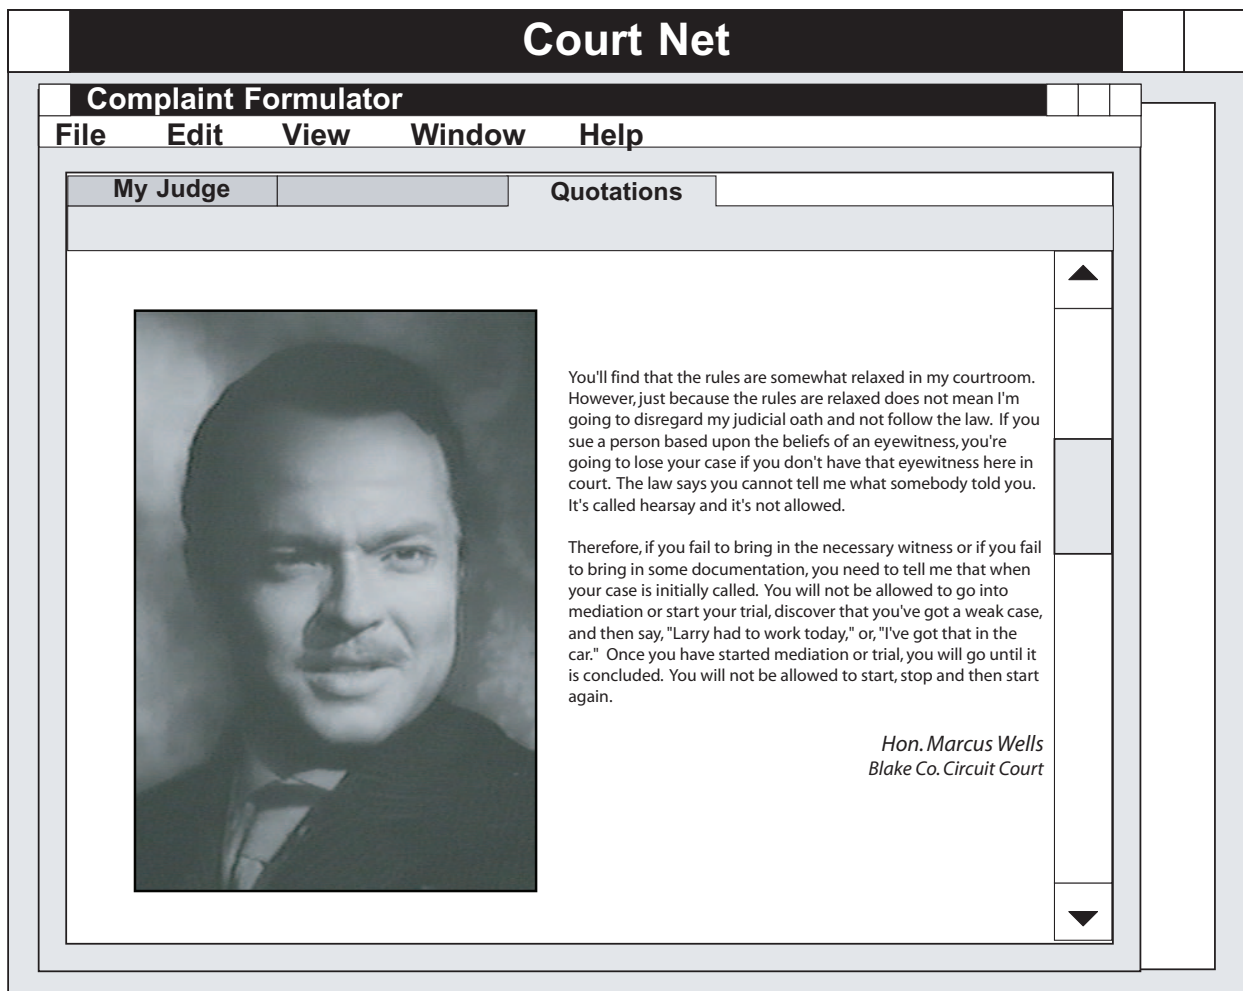 Court Net
Complaint Formulator
File Edit View Window Help
My Judge Quotations
You'll find that the rules are somewhat relaxed in my courtroom.
However, just because the rules are relaxed does not mean I'm
going to disregard my judicial oath and not follow the law. If you
sue a person based upon the beliefs of an eyewitness, you're
going to lose your case if you don't have that eyewitness here in
court. The law says you cannot tell me what somebody told you.
It's called hearsay and it's not allowed.
Therefore, if you fail to bring in the necessary witness or if you fail
to bring in some documentation, you need to tell me that when
your case is initially called. You will not be allowed to go into
mediation or start your trial, discover that you've got a weak case,
and then say, "Larry had to work today," or, "I've got that in the
car." Once you have started mediation or trial, you will go until it
is concluded. You will not be allowed to start, stop and then start
again.
Hon. Marcus Wells
Blake Co. Circuit Court